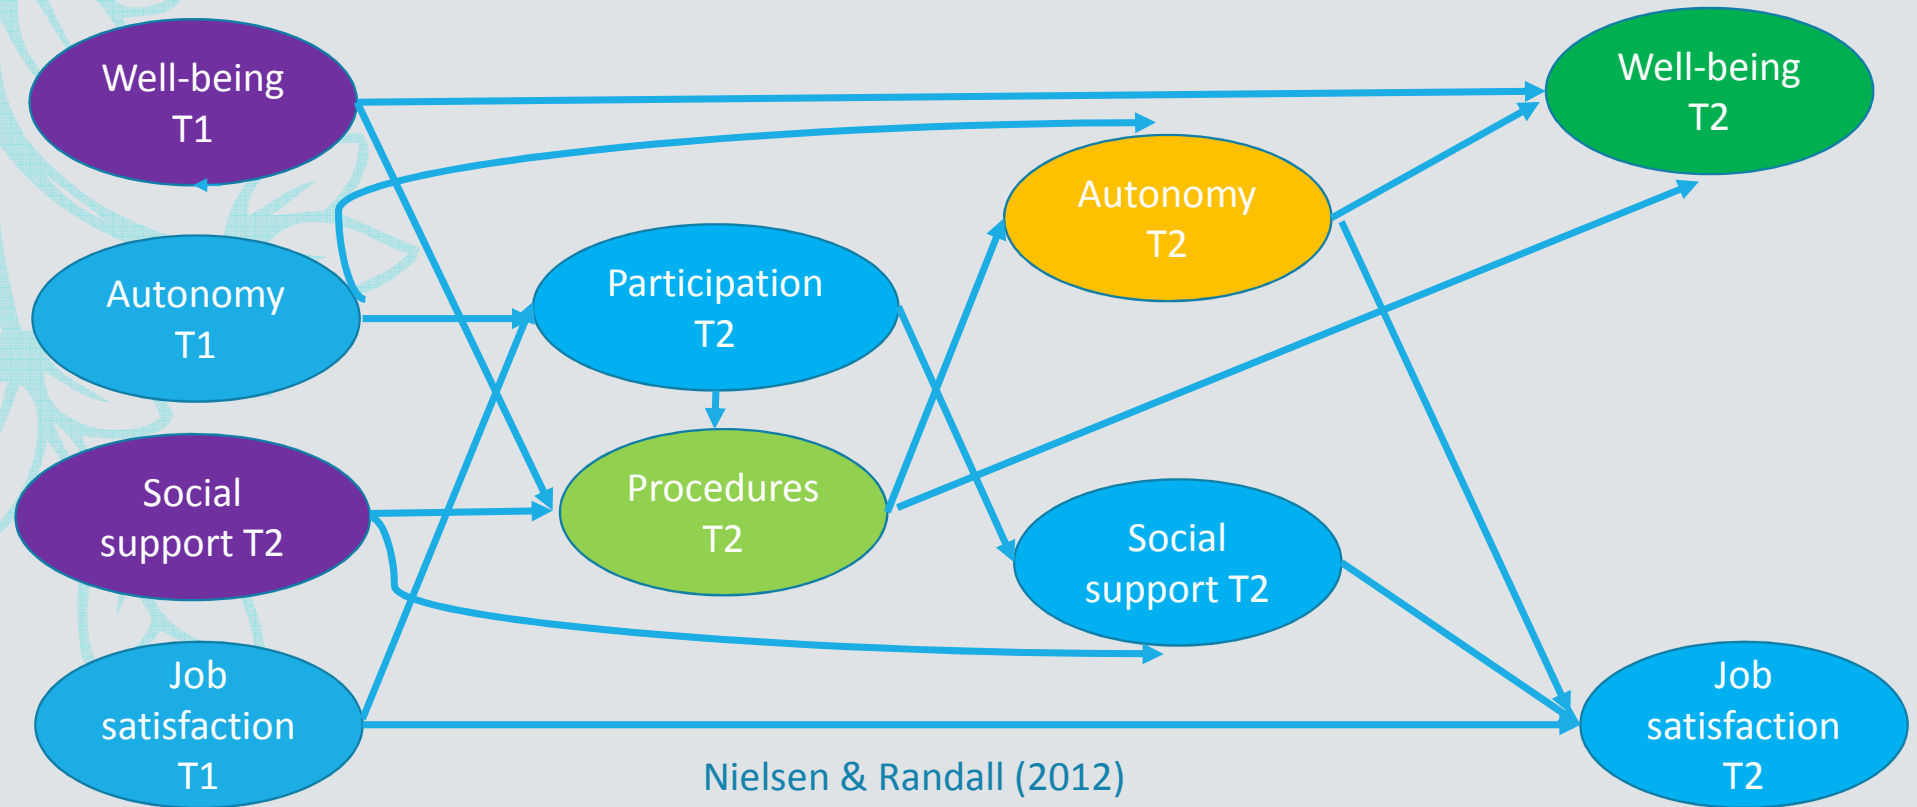 Well-being
T1
Well-being
T2
Autonomy
T2
Autonomy
T1
Participation
T2
Social
support T2
Procedures
T2
Social
support T2
Job
satisfaction
T1
Job
satisfaction
T2
Nielsen & Randall (2012)